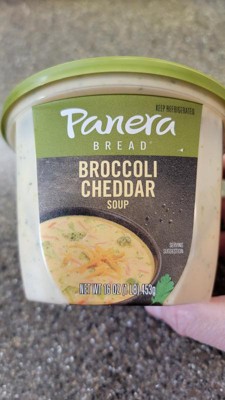 KEEP REFRIGERATED
Panera
BREAD®
BROCCOLI
CHEDDAR
SOUP
SERVING
SUGGESTION
NET WT 16 OZ (1 LB) 453g